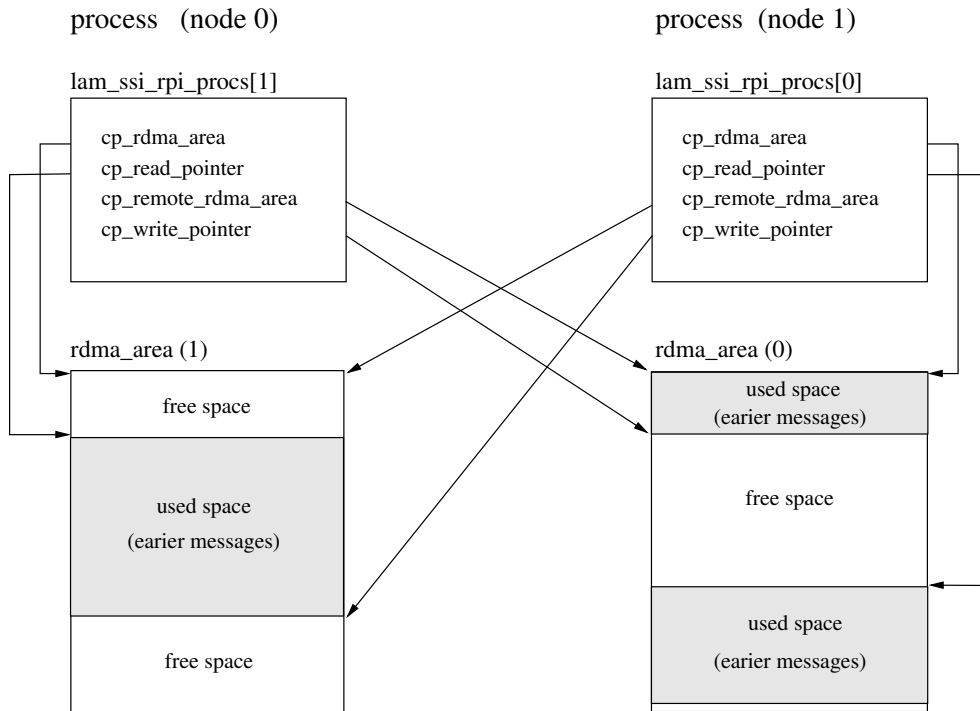 process (node 0)
process (node 1)
lam_ssi_rpi_procs[1]
cp_rdma_area
cp_read_pointer
cp_remote_rdma_area
cp_write_pointer
lam_ssi_rpi_procs[0]
cp_rdma_area
cp_read_pointer
cp_remote_rdma_area
cp_write_pointer
rdma_area (1)
free space
used space
(earier messages)
free space
rdma_area (0)
used space
(earier messages)
free space
used space
(earier messages)